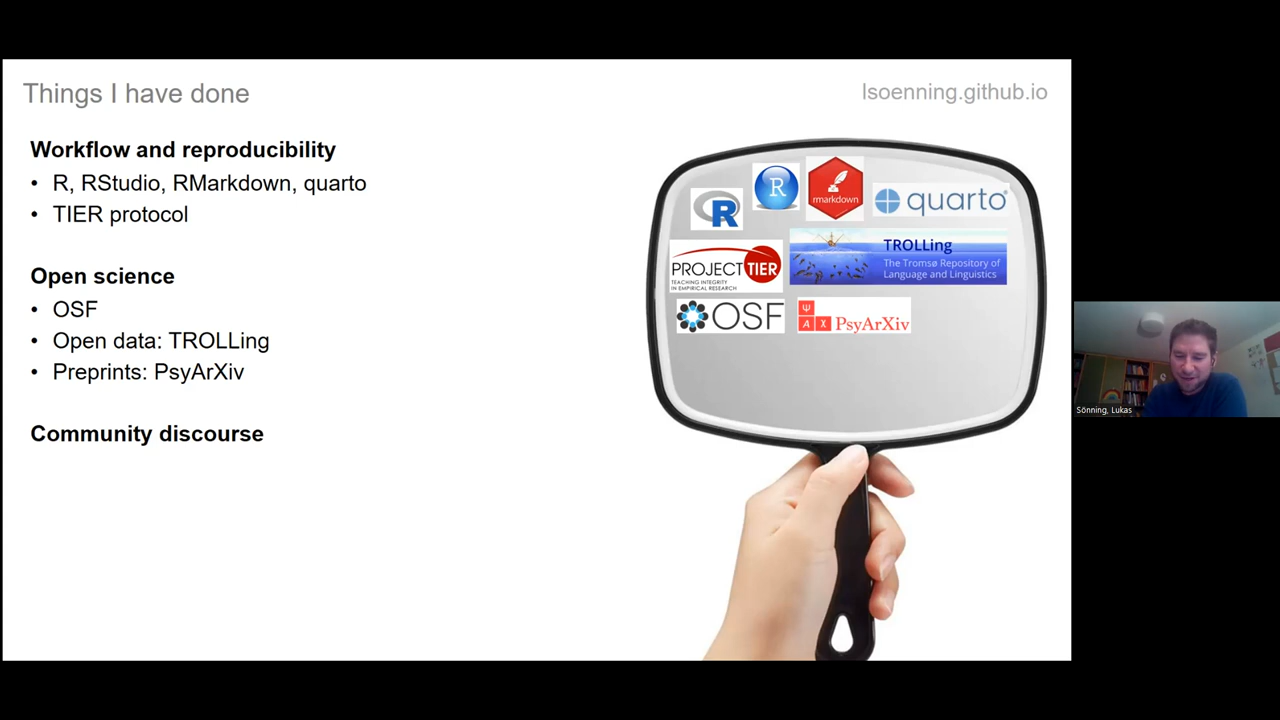 Things I have done
lsoenning.github.io
Workflow and reproducibility
• R, RStudio, RMarkdown, quarto
• TIER protocol
Open science
• OSF
• Open data: TROLLing
• Preprints: PsyArXiv
Community discourse
R
R
rmarkdown
quarto
PROJECT TIER
TEACHING INTEGRITY
IN EMPIRICAL RESEARCH
TROLLing
The Tromsø Repository of
Language and Linguistics
OSF
Ψ
A X PsyArXiv
Sönning, Lukas